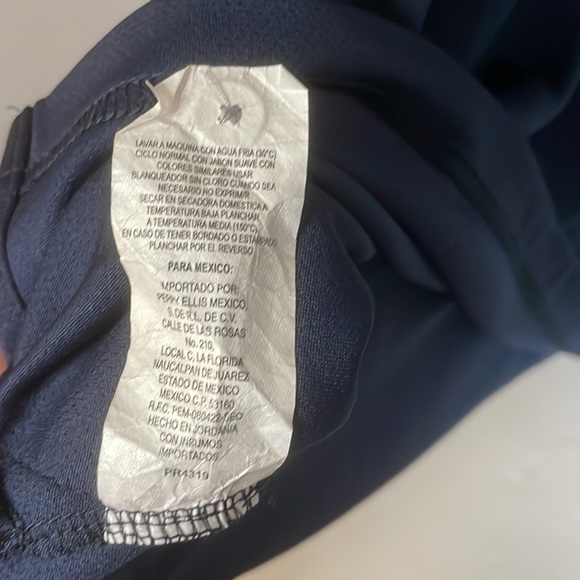 LAVAR A MAQUINA CON AGUA FRIA (30°C)
CICLO NORMAL CON JABON SUAVE CON
COLORES SIMILARES USAR
BLANQUEADOR SIN CLORO CUANDO SEA
NECESARIO NO EXPRIMIR
SECAR EN SECADORA DOMESTICA A
TEMPERATURA BAJA PLANCHAR
A TEMPERATURA MEDIA (150°C)
EN CASO DE TENER BORDADO O ESTAMPADO
PLANCHAR POR EL REVERSO
PARA MEXICO:
IMPORTADO POR:
PERRY ELLIS MEXICO,
S. DE R.L. DE C.V.
CALLE DE LAS ROSAS
No. 210,
LOCAL C, LA FLORIDA
NAUCALPAN DE JUAREZ
ESTADO DE MEXICO
MEXICO C.P. 53160
R.F.C. PEM-080422-
HECHO EN JORDANIA
CON INSUMOS
IMPORTADOS
PR4319